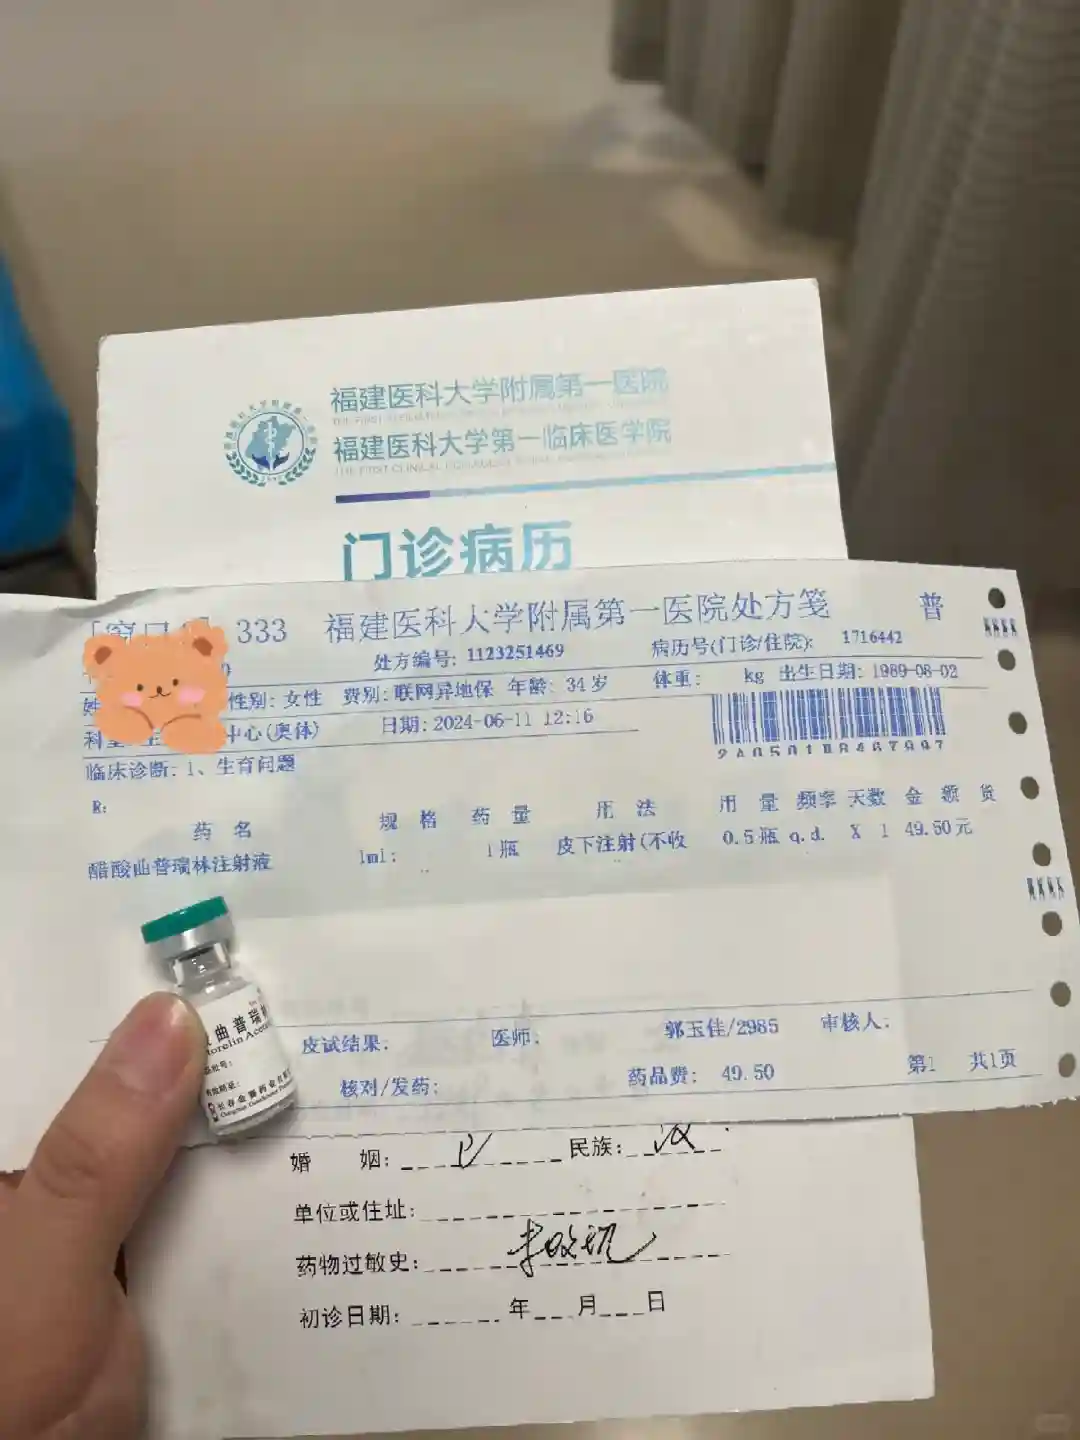 福建医科大学附属第一医院
福建医科大学第一临床医学院
门诊病历
333 福建医科大学附属第一医院处方笺 普
处方编号: 1123251469 病历号(门诊/住院): 1716442
性别: 女性 费别: 联网异地保 年龄: 34岁 体重: kg 出生日期: 1989-08-02
中心(奥体) 日期: 2024-06-11 12:16
临床诊断: 1、生育问题
R:
药 名 规 格 药 量 用 法 用 量 频率 天数 金 额 货
醋酸曲普瑞林注射液 1ml: 1瓶 皮下注射(不收 0.5瓶 q.d. X 1 49.50元
曲普瑞
长春金赛药业
皮试结果: 医师: 郭玉佳/2985 审核人:
核对/发药: 药品费: 49.50 第1 共1页
婚 姻: 已 民族: 汉
单位或住址:
药物过敏史:
初诊日期: 年 月 日